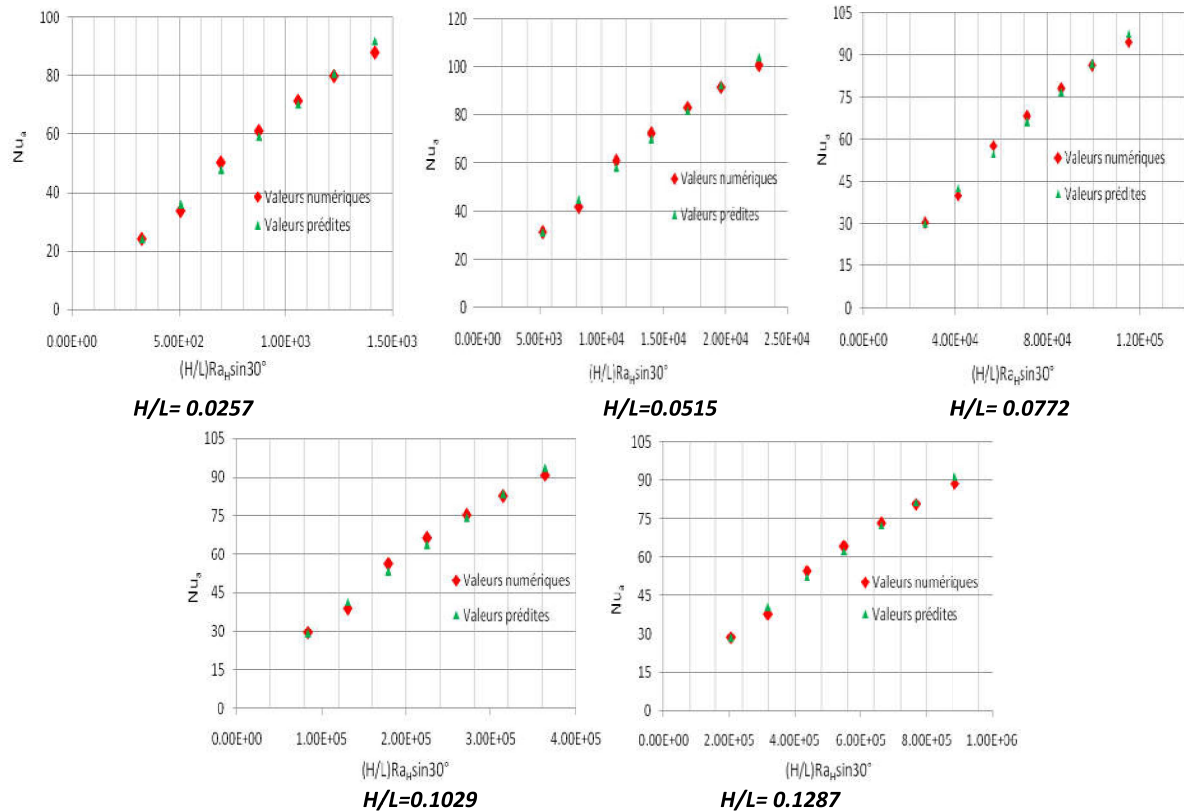 100
80
60
40
20
0
Nuₐ
Valeurs numériques
Valeurs prédites
0.00E+00 5.00E+02 1.00E+03 1.50E+03
(H/L)Ra_Hsin30°
H/L= 0.0257
120
100
80
60
40
20
0
Nuₐ
Valeurs numériques
Valeurs prédites
0.00E+00 5.00E+03 1.00E+04 1.50E+04 2.00E+04 2.50E+04
(H/L)Ra_Hsin30°
H/L=0.0515
105
90
75
60
45
30
15
0
Nuₐ
Valeurs numériques
Valeurs prédites
0.00E+00 4.00E+04 8.00E+04 1.20E+05
(H/L)Ra_Hsin30°
H/L= 0.0772
105
90
75
60
45
30
15
0
Nuₐ
Valeurs numériques
Valeurs prédites
0.00E+00 1.00E+05 2.00E+05 3.00E+05 4.00E+05
(H/L)Ra_Hsin30°
H/L=0.1029
105
90
75
60
45
30
15
0
Nuₐ
Valeurs numériques
Valeurs prédites
0.00E+00 2.00E+05 4.00E+05 6.00E+05 8.00E+05 1.00E+06
(H/L)Ra_Hsin30°
H/L= 0.1287